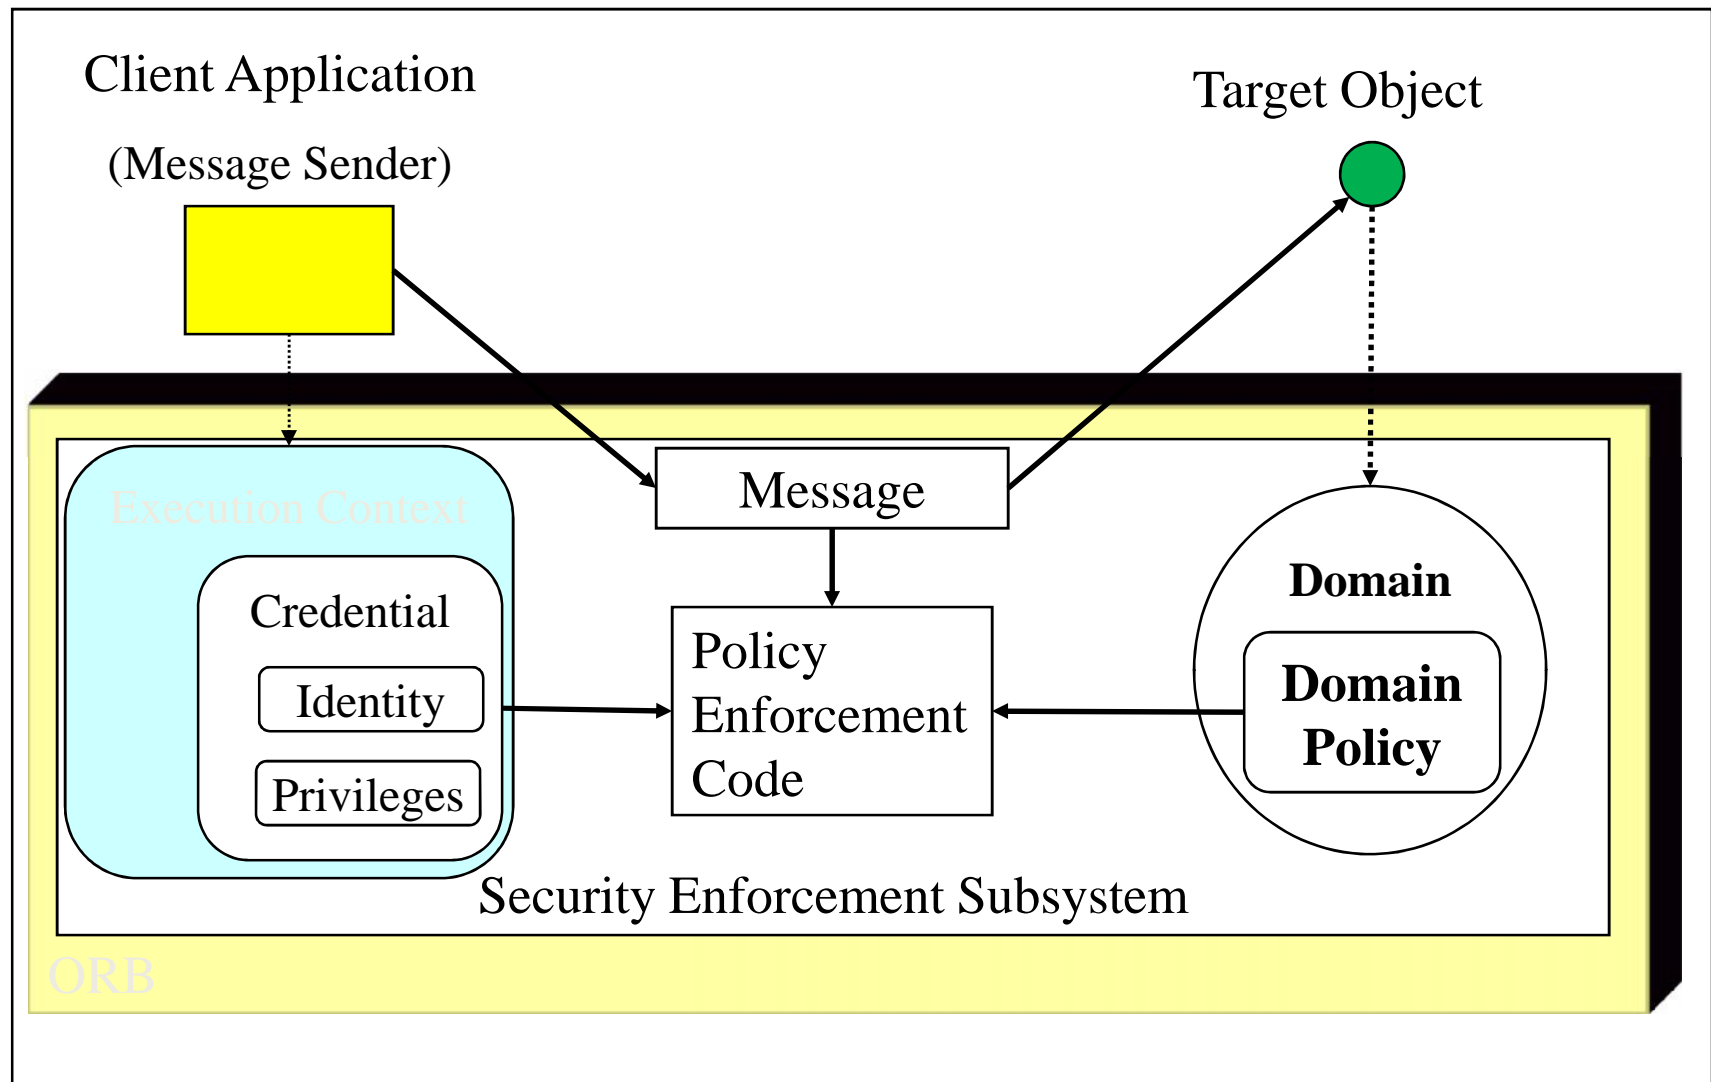 Client Application
(Message Sender)
Target Object
Execution Context
Message
Credential
Identity
Privileges
Policy
Enforcement
Code
Domain
Domain
Policy
Security Enforcement Subsystem
ORB